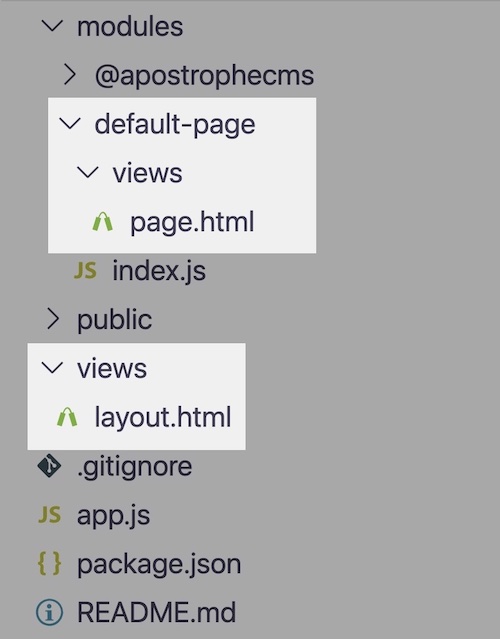 modules
@apostrophecms
default-page
views
page.html
JS index.js
public
views
layout.html
.gitignore
JS app.js
{ } package.json
README.md